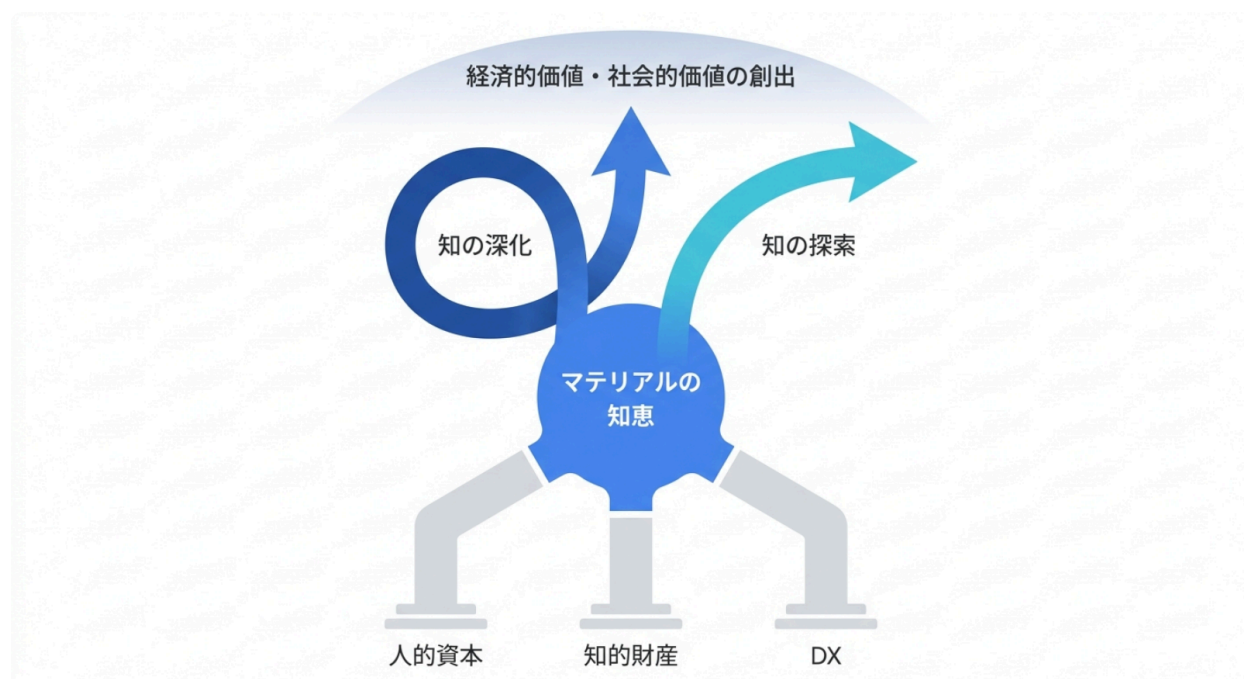 経済的価値・社会的価値の創出
知の深化
知の探索
マテリアルの
知恵
人的資本
知的財産
DX